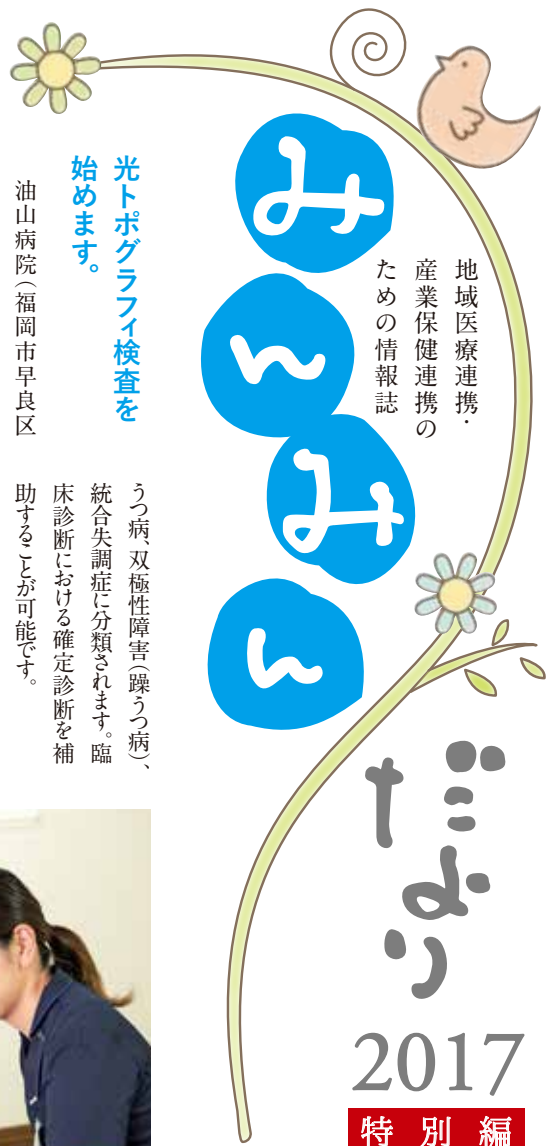 地域医療連携・
産業保健連携の
ための情報誌
みんみん
だより
2017
特別編
光トポグラフィ検査を
始めます。
油山病院（福岡市早良区
うつ病、双極性障害（躁うつ病）、
統合失調症に分類されます。臨
床診断における確定診断を補
助することが可能です。